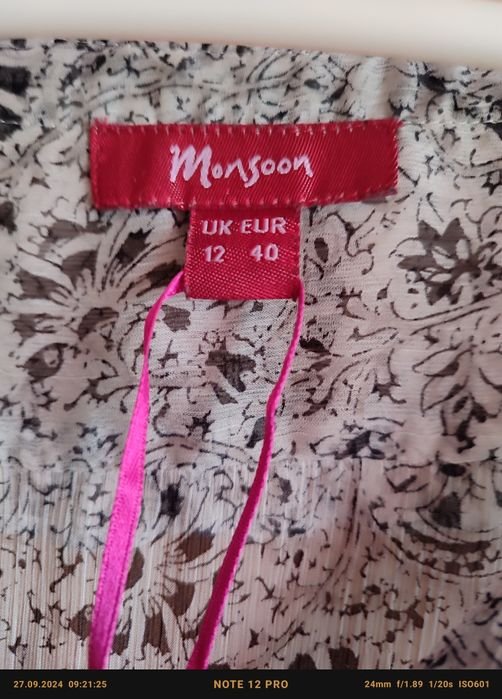 Monsoon
UK EUR
12 40
27.09.2024 09:21:25
NOTE 12 PRO
24mm f/1.89 1/20s ISO601